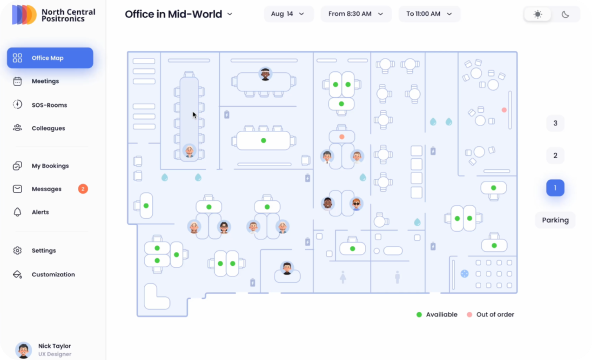 North Central
Positronics
Office in Mid-World
Aug 14
From 8:30 AM
To 11:00 AM
Office Map
Meetings
SOS-Rooms
Colleagues
My Bookings
Messages
2
Alerts
Settings
Customization
3
2
1
Parking
Availiable
Out of order
Nick Taylor
UX Designer